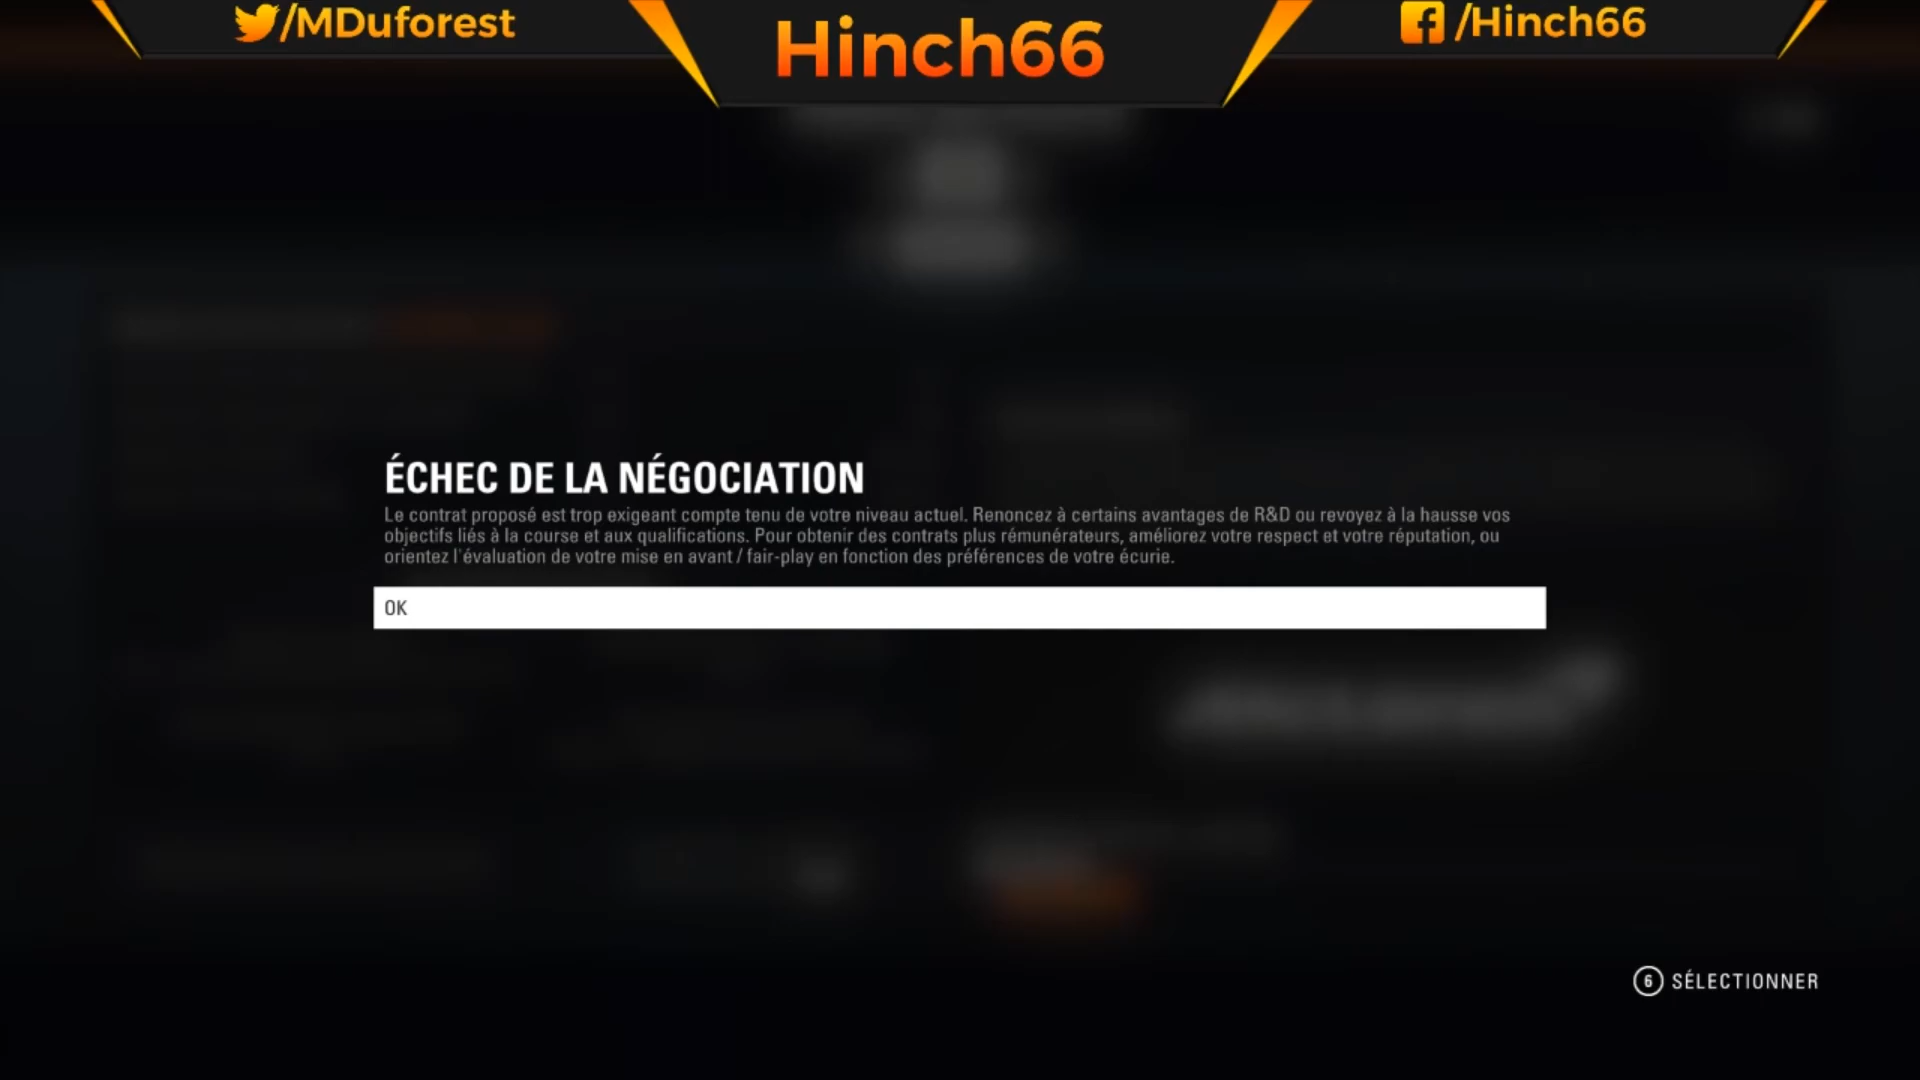 /MDuforest
Hinch66
/Hinch66
ÉCHEC DE LA NÉGOCIATION
Le contrat proposé est trop exigeant compte tenu de votre niveau actuel. Renoncez à certains avantages de R&D ou revoyez à la hausse vos
objectifs liés à la course et aux qualifications. Pour obtenir des contrats plus rémunérateurs, améliorez votre respect et votre réputation, ou
orientez l'évaluation de votre mise en avant / fair-play en fonction des préférences de votre écurie.
OK
6 SÉLECTIONNER